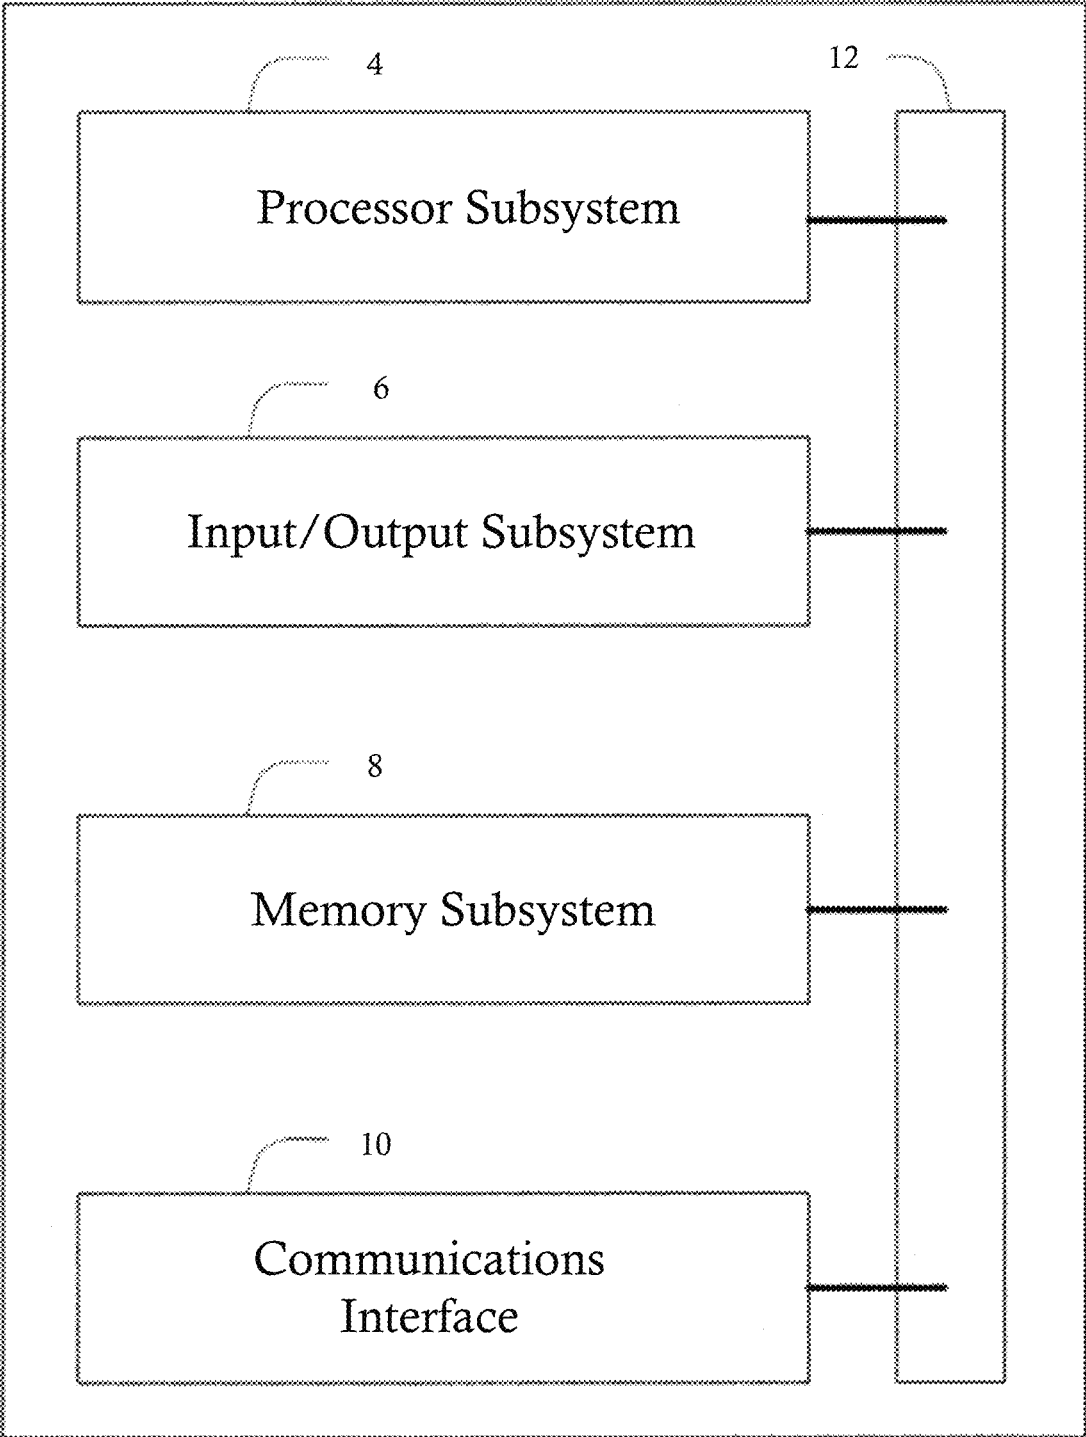 4
12
Processor Subsystem
6
Input/Output Subsystem
8
Memory Subsystem
10
Communications
Interface